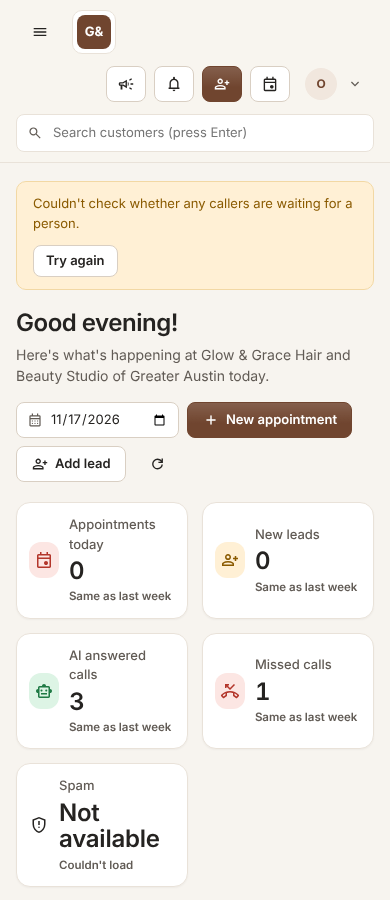 G&
O
Search customers (press Enter)
Couldn't check whether any callers are waiting for a
person.
Try again
Good evening!
Here's what's happening at Glow & Grace Hair and
Beauty Studio of Greater Austin today.
11/17/2026
New appointment
Add lead
Appointments
today
0
Same as last week
New leads
0
Same as last week
AI answered
calls
3
Same as last week
Missed calls
1
Same as last week
Spam
Not
available
Couldn't load